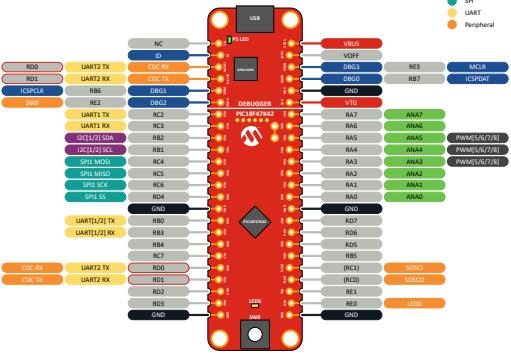 SPI
UART
Peripheral
USB
PS LED
NC VBUS
ID VOFF
RD0 UART2 TX CDC RX DBG3 RE3 MCLR
RD1 UART2 RX CDC TX DBG0 RB7 ICSPDAT
ICSPCLK RB6 DBG1 GND
SW0 RE2 DBG2 DEBUGGER VTG
UART1 TX RC2 PIC18F47K42 RA7 ANA7
UART1 RX RC3 RA6 ANA6
I2C[1/2] SDA RB2 RA5 ANA5 PWM[5/6/7/8]
I2C[1/2] SCL RB1 RA4 ANA4 PWM[5/6/7/8]
SPI1 MOSI RC4 RA3 ANA3 PWM[5/6/7/8]
SPI1 MISO RC5 RA2 ANA2
SPI1 SCK RC6 RA1 ANA1
SPI1 SS RD4 RA0 ANA0
GND GND
UART[1/2] TX RB0 PIC18F47K42 RD7
UART[1/2] RX RB3 RD6
RB4 RD5
RC7 RB5
CDC RX UART2 TX RD0 (RC1) SOSCI
CDC TX UART2 RX RD1 (RC0) SOSCO
RD2 RE1
RD3 LED0 RE0 LED0
GND SW0 GND